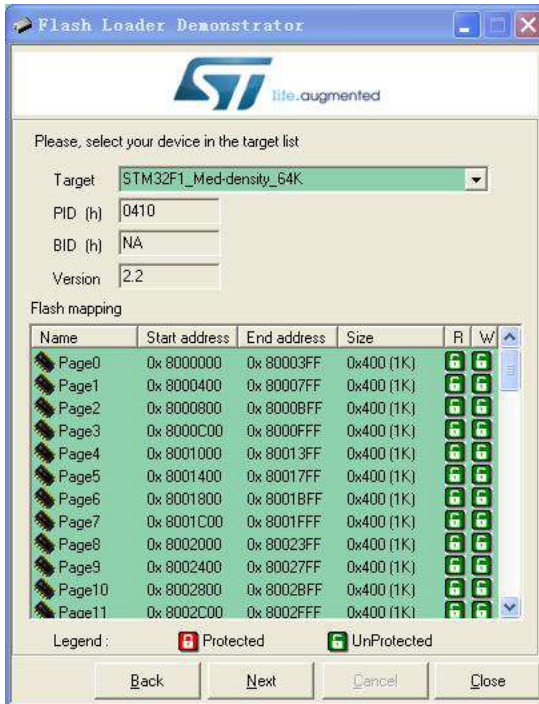 Flash Loader Demonstrator
ST life.augmented
Please, select your device in the target list
Target STM32F1_Med-density_64K
PID (h) 0410
BID (h) NA
Version 2.2
Flash mapping
Name Start address End address Size R W
Page0 0x 8000000 0x 80003FF 0x400 (1K)
Page1 0x 8000400 0x 80007FF 0x400 (1K)
Page2 0x 8000800 0x 8000BFF 0x400 (1K)
Page3 0x 8000C00 0x 8000FFF 0x400 (1K)
Page4 0x 8001000 0x 80013FF 0x400 (1K)
Page5 0x 8001400 0x 80017FF 0x400 (1K)
Page6 0x 8001800 0x 8001BFF 0x400 (1K)
Page7 0x 8001C00 0x 8001FFF 0x400 (1K)
Page8 0x 8002000 0x 80023FF 0x400 (1K)
Page9 0x 8002400 0x 80027FF 0x400 (1K)
Page10 0x 8002800 0x 8002BFF 0x400 (1K)
Page11 0x 8002C00 0x 8002FFF 0x400 (1K)
Legend : Protected UnProtected
Back Next Cancel Close